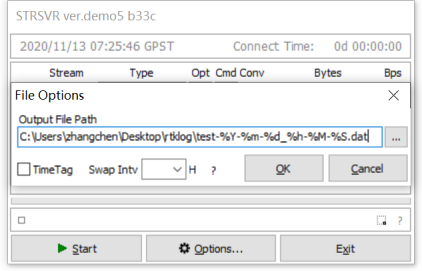 STRSVR ver.demo5 b33c
2020/11/13 07:25:46 GPST Connect Time: 0d 00:00:00
Stream Type Opt Cmd Conv Bytes Bps
File Options
Output File Path
C:\Users\zhangchen\Desktop\rtklog\test-%Y-%m-%d_%h-%M-%S.dat ...
TimeTag Swap Intv H ? OK Cancel
?
Start Options... Exit